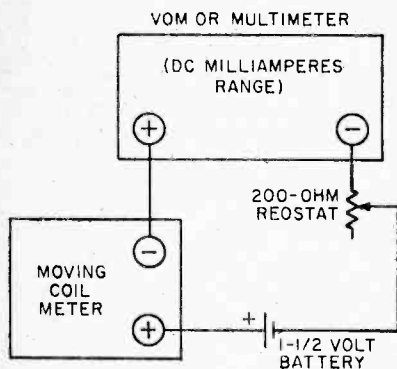 VOM OR MULTIMETER
(DC MILLIAMPERES
RANGE)
+
−
200-OHM
REOSTAT
−
MOVING
COIL
METER
+
+
1-1/2 VOLT
BATTERY